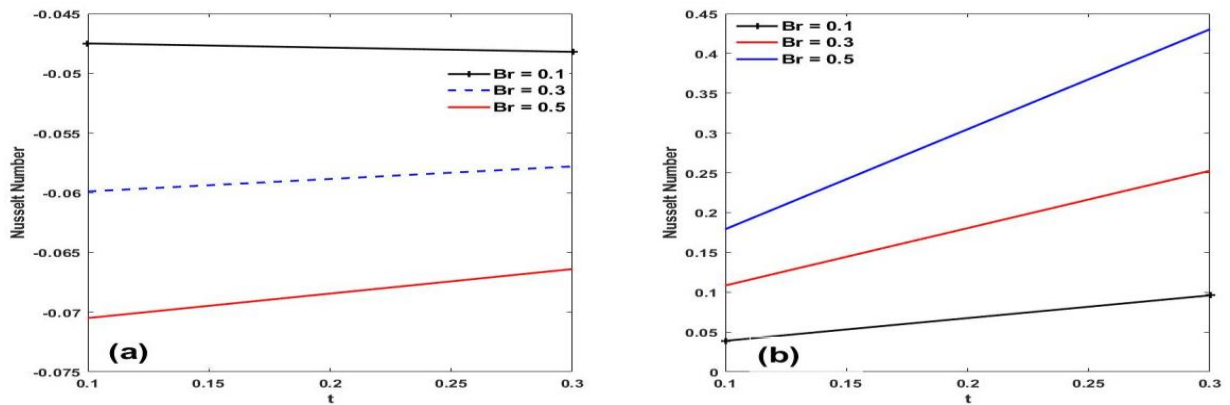 -0.045
-0.05
-0.055
-0.06
-0.065
-0.07
-0.075
Nusselt Number
Br = 0.1
Br = 0.3
Br = 0.5
(a)
0.1
0.15
0.2
0.25
0.3
t
0.45
0.4
0.35
0.3
0.25
0.2
0.15
0.1
0.05
0
Nusselt Number
Br = 0.1
Br = 0.3
Br = 0.5
(b)
0.1
0.15
0.2
0.25
0.3
t